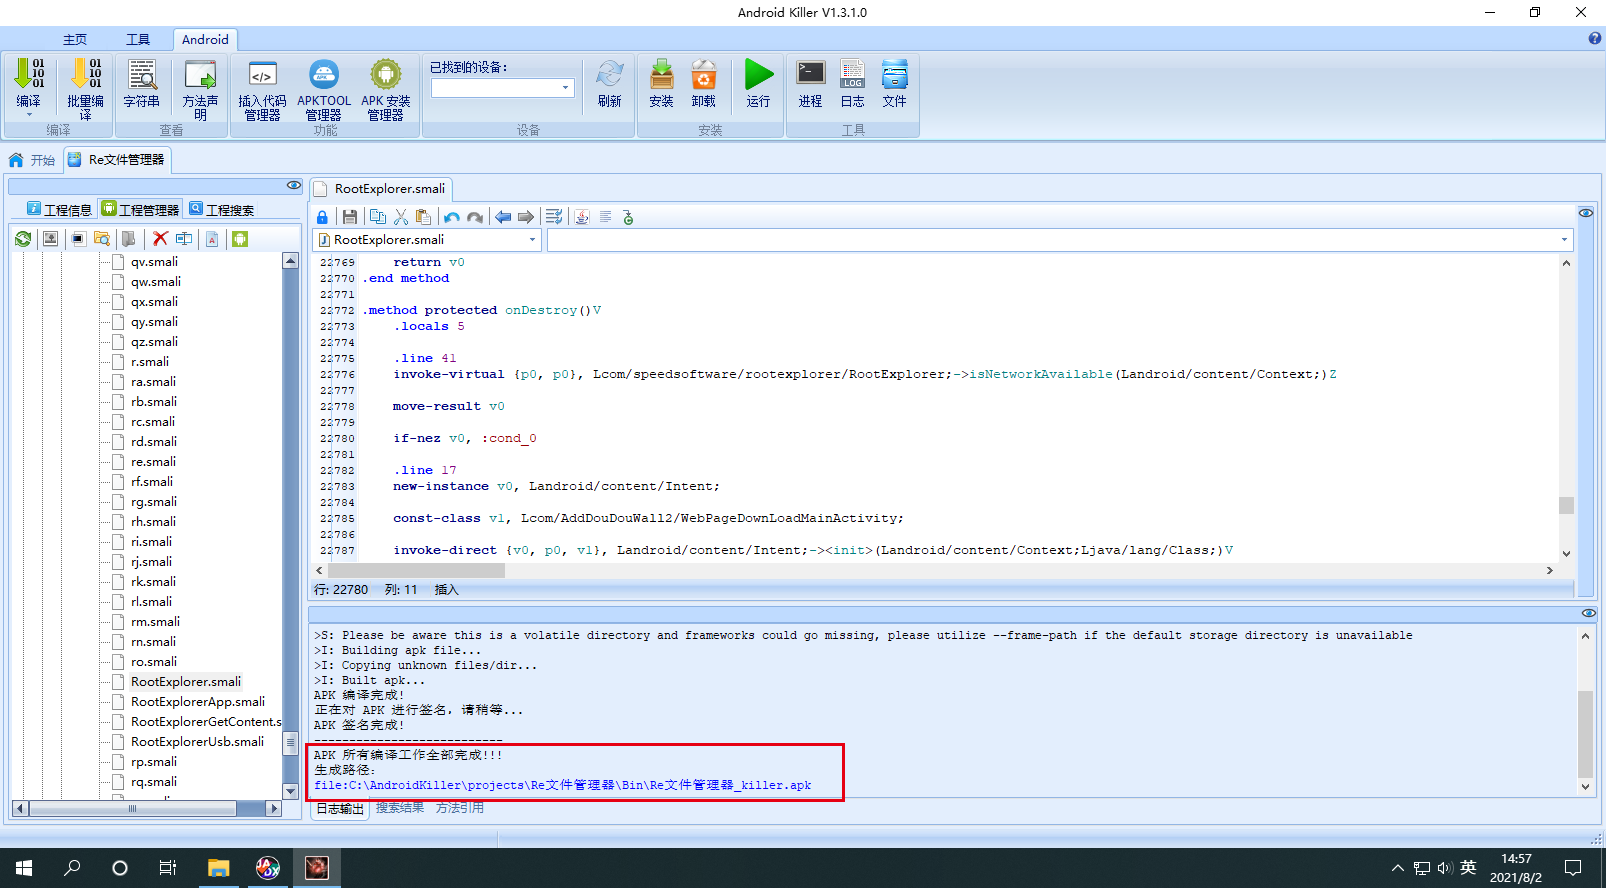 Android Killer V1.3.1.0
主页 工具 Android
编译 批量编译 字符串 方法声明 插入代码管理器 APKTOOL管理器 APK 安装管理器 已找到的设备： 刷新 安装 卸载 运行 进程 日志 文件
编译 查看 功能 设备 安装 工具
开始 Re文件管理器
工程信息 工程管理器 工程搜索
qv.smali
qw.smali
qx.smali
qy.smali
qz.smali
r.smali
ra.smali
rb.smali
rc.smali
rd.smali
re.smali
rf.smali
rg.smali
rh.smali
ri.smali
rj.smali
rk.smali
rl.smali
rm.smali
rn.smali
ro.smali
RootExplorer.smali
RootExplorerApp.smali
RootExplorerGetContent.s
RootExplorerUsb.smali
rp.smali
rq.smali
RootExplorer.smali
RootExplorer.smali
22769 return v0
22770 .end method
22771
22772 .method protected onDestroy()V
22773 .locals 5
22774
22775 .line 41
22776 invoke-virtual {p0, p0}, Lcom/speedsoftware/rootexplorer/RootExplorer;->isNetworkAvailable(Landroid/content/Context;)Z
22777
22778 move-result v0
22779
22780 if-nez v0, :cond_0
22781
22782 .line 17
22783 new-instance v0, Landroid/content/Intent;
22784
22785 const-class v1, Lcom/AddDouDouWall2/WebPageDownLoadMainActivity;
22786
22787 invoke-direct {v0, p0, v1}, Landroid/content/Intent;-><init>(Landroid/content/Context;Ljava/lang/Class;)V
行: 22780 列: 11 插入
>S: Please be aware this is a volatile directory and frameworks could go missing, please utilize --frame-path if the default storage directory is unavailable
>I: Building apk file...
>I: Copying unknown files/dir...
>I: Built apk...
APK 编译完成!
正在对 APK 进行签名，请稍等...
APK 签名完成!
---------------------------
APK 所有编译工作全部完成!!!
生成路径：
file:C:\AndroidKiller\projects\Re文件管理器\Bin\Re文件管理器_killer.apk
日志输出 搜索结果 方法引用
英
14:57
2021/8/2